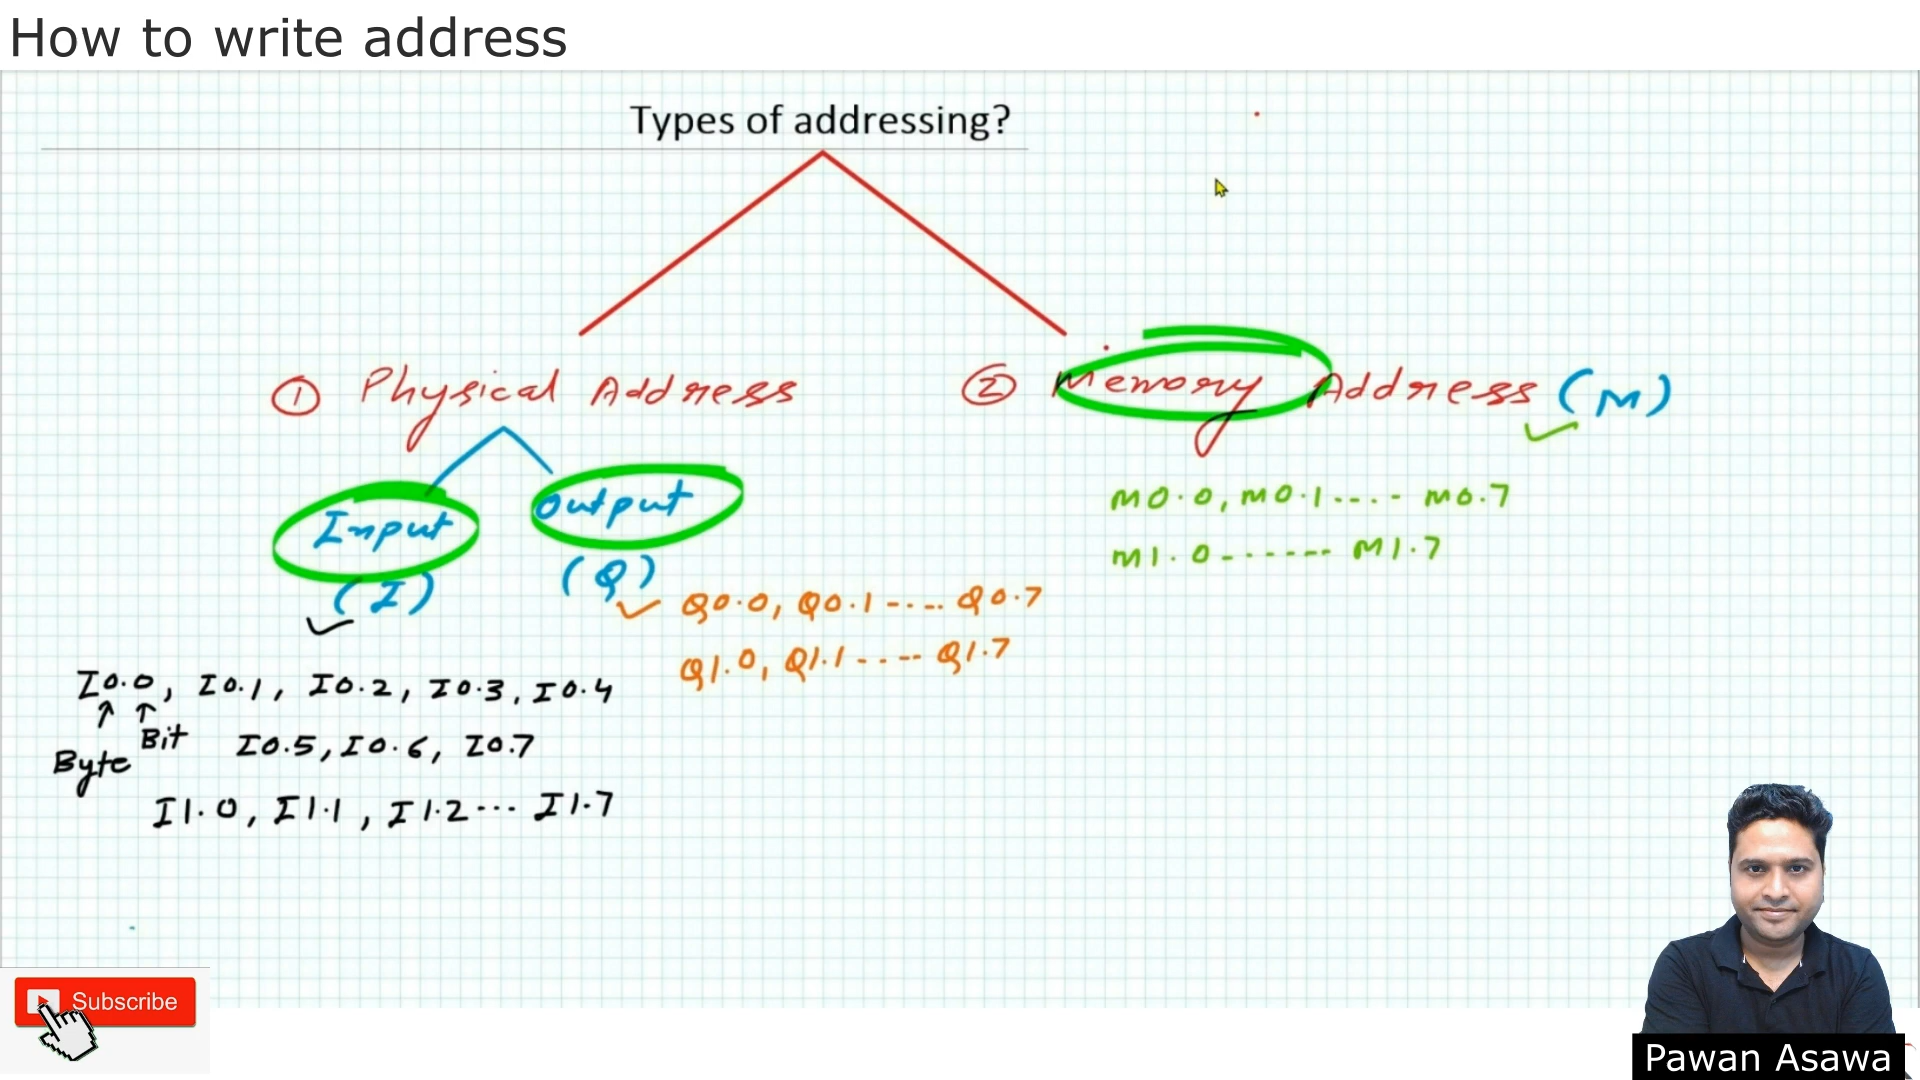 How to write address
Types of addressing?
① Physical Address
② Memory Address (M)
Input
Output
(I)
(Q)
M0.0, M0.1.... M0.7
M1.0------ M1.7
Q0.0, Q0.1 -... Q0.7
Q1.0, Q1.1 ---- Q1.7
I0.0, I0.1, I0.2, I0.3, I0.4
Byte
Bit
I0.5, I0.6, I0.7
I1.0, I1.1, I1.2... I1.7
Subscribe
Pawan Asawa